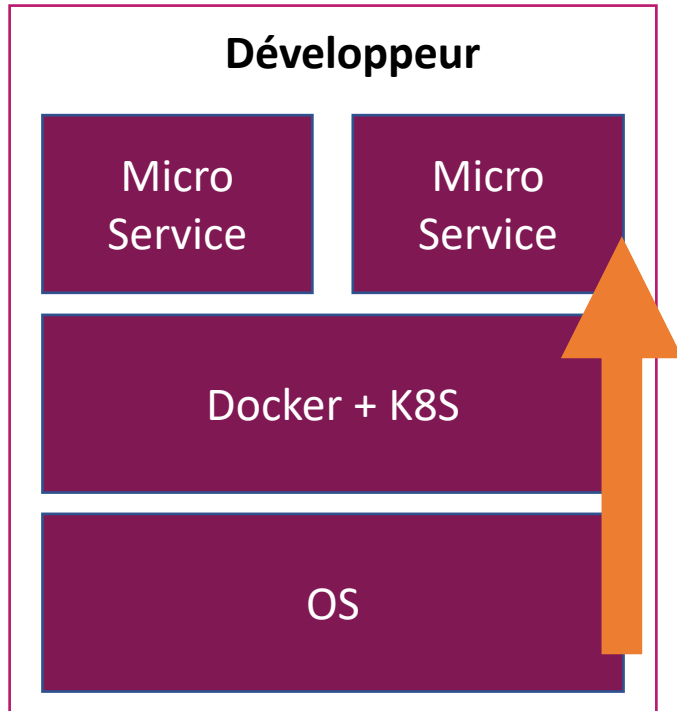 Développeur
Micro
Service
Micro
Service
Docker + K8S
OS